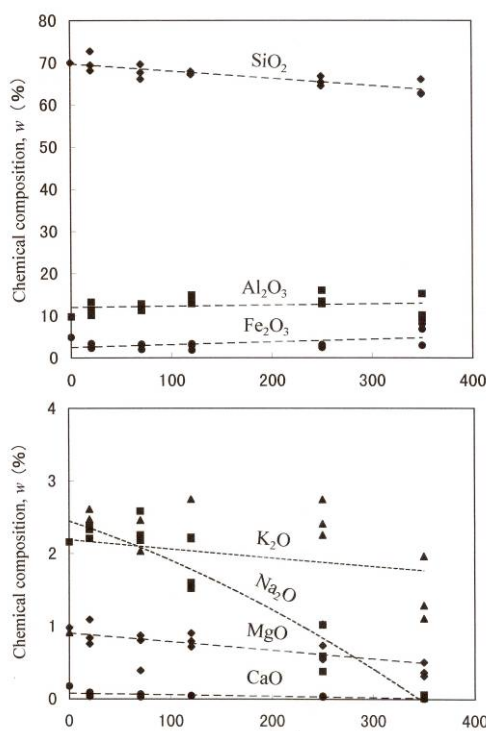 Chemical composition, w (%)
80
70
60
50
40
30
20
10
0
SiO₂
Al₂O₃
Fe₂O₃
0 100 200 300 400
Chemical composition, w (%)
4
3
2
1
0
K₂O
Na₂O
MgO
CaO
0 100 200 300 400